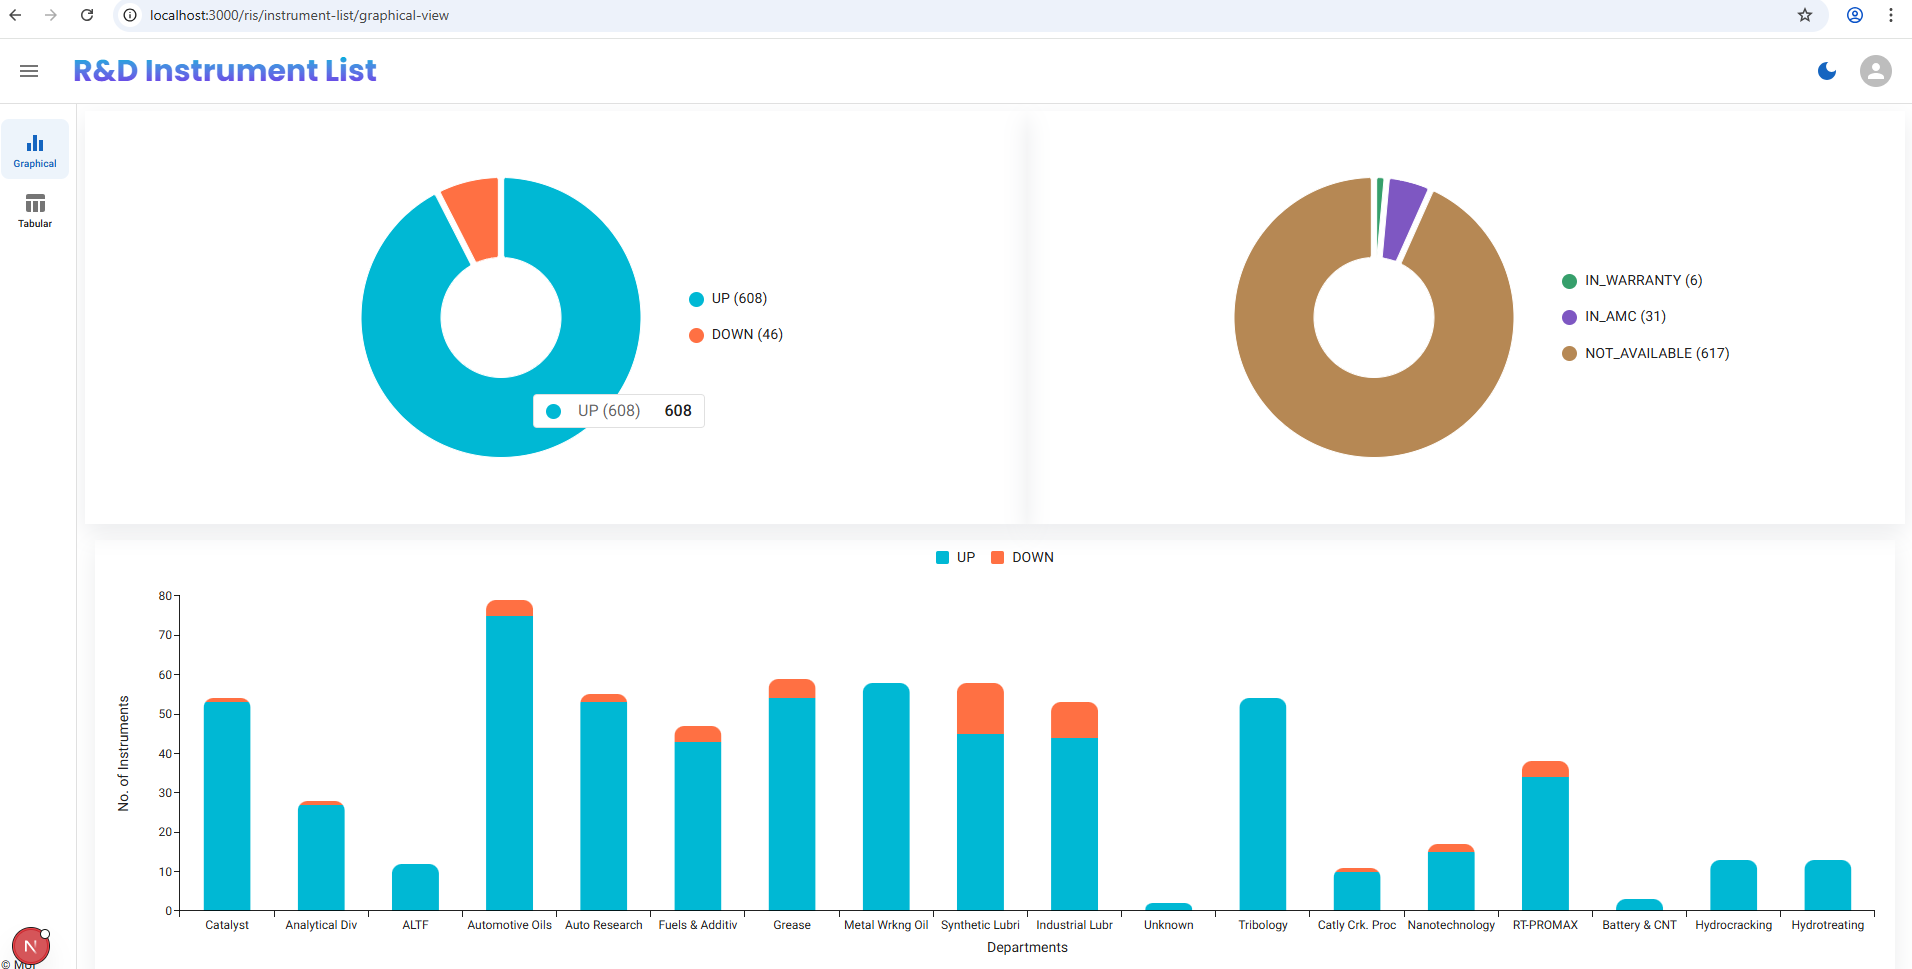 localhost:3000/ris/instrument-list/graphical-view
R&D Instrument List
Graphical
Tabular
UP (608)
DOWN (46)
UP (608) 608
IN_WARRANTY (6)
IN_AMC (31)
NOT_AVAILABLE (617)
UP DOWN
80
70
60
50
40
30
20
10
0
No. of Instruments
Catalyst Analytical Div ALTF Automotive Oils Auto Research Fuels & Additiv Grease Metal Wrkng Oil Synthetic Lubri Industrial Lubr Unknown Tribology Catly Crk. Proc Nanotechnology RT-PROMAX Battery & CNT Hydrocracking Hydrotreating
Departments
N
©